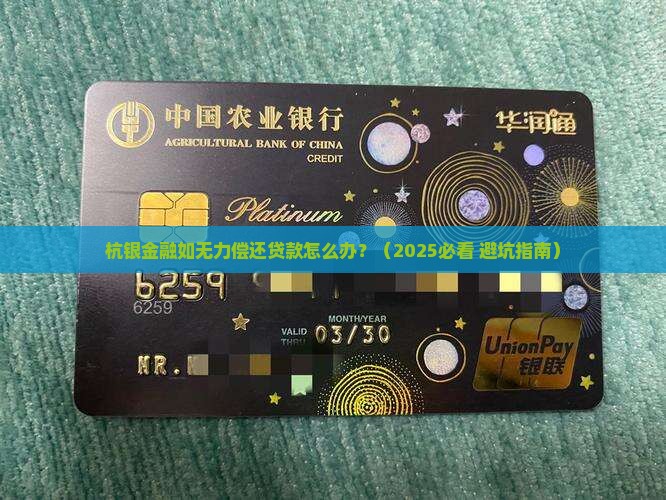 中国农业银行
AGRICULTURAL BANK OF CHINA
CREDIT
华润通
Platinum
杭银金融如无力偿还贷款怎么办？（2025必看 避坑指南）
6259
6259
MONTH/YEAR
VALID THRU 03/30
MR.
UnionPay
银联